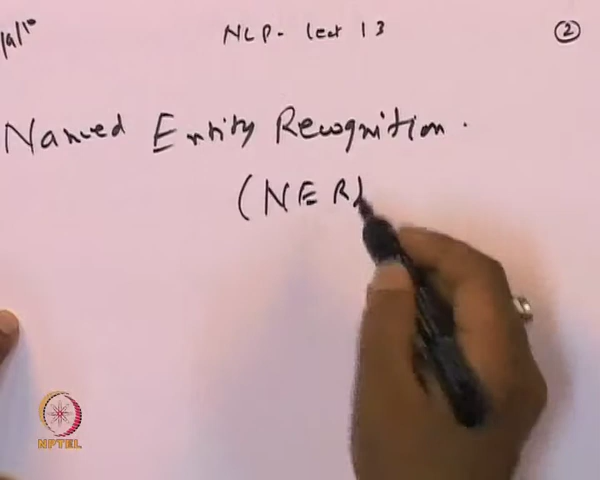 NLP- lect 13
2
Named Entity Recognition.
(NER)
NPTEL